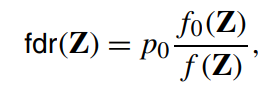 fdr(Z) = p₀ f₀(Z) / f(Z),